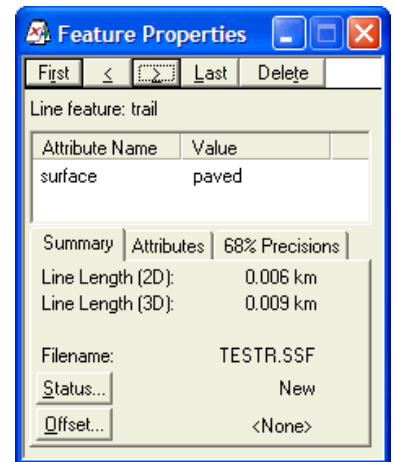 Feature Properties
First < > Last Delete
Line feature: trail
Attribute Name Value
surface paved
Summary Attributes 68% Precisions
Line Length (2D): 0.006 km
Line Length (3D): 0.009 km
Filename: TESTR.SSF
Status... New
Offset... <None>